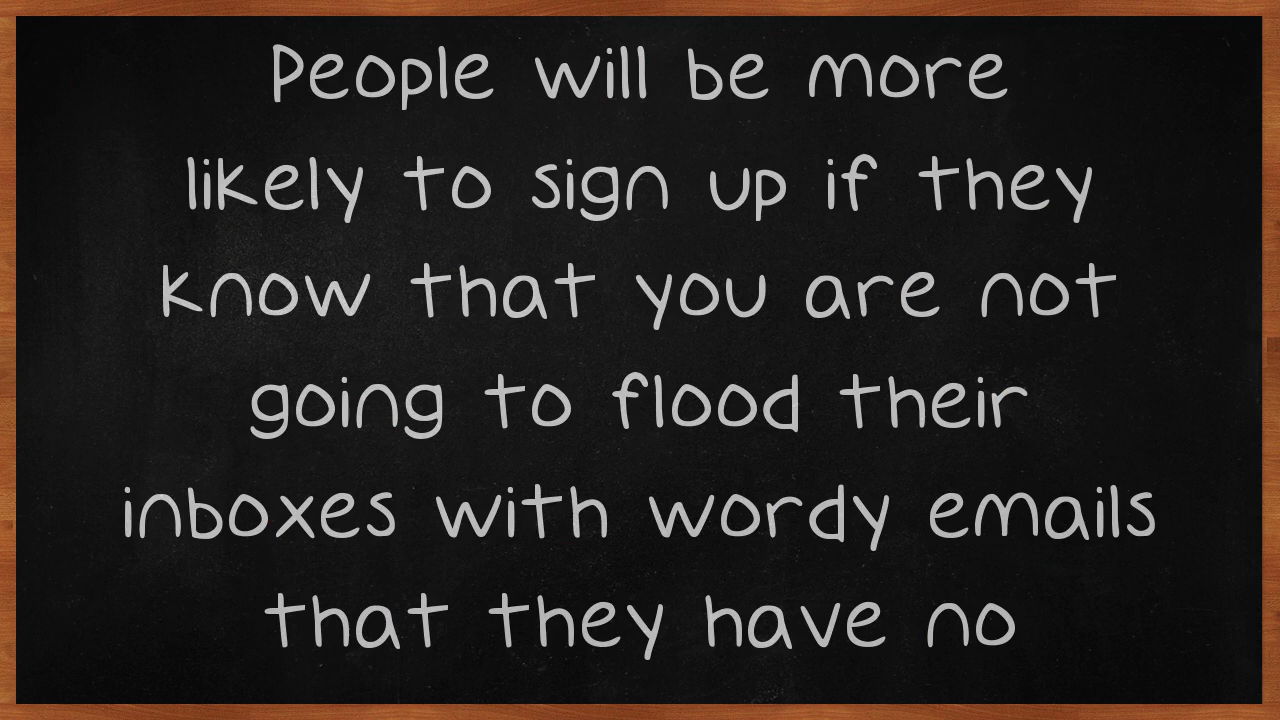 People will be more
likely to sign up if they
know that you are not
going to flood their
inboxes with wordy emails
that they have no